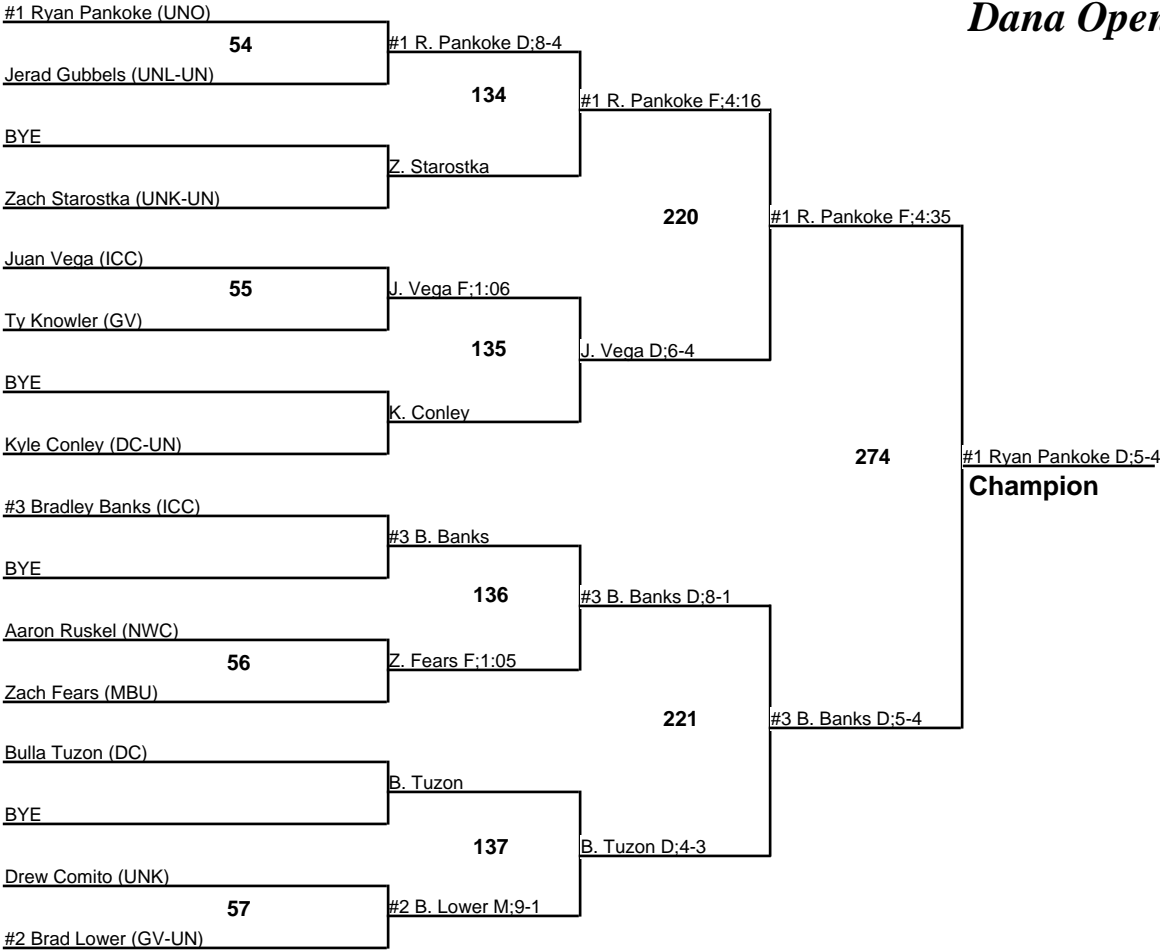 Dana Open
#1 Ryan Pankoke (UNO)
54
Jerad Gubbels (UNL-UN)
BYE
Zach Starostka (UNK-UN)
Juan Vega (ICC)
55
Ty Knowler (GV)
BYE
Kyle Conley (DC-UN)
#3 Bradley Banks (ICC)
BYE
Aaron Ruskel (NWC)
56
Zach Fears (MBU)
Bulla Tuzon (DC)
BYE
Drew Comito (UNK)
57
#2 Brad Lower (GV-UN)
#1 R. Pankoke D;8-4
134
Z. Starostka
J. Vega F;1:06
135
K. Conley
#3 B. Banks
136
Z. Fears F;1:05
B. Tuzon
137
#2 B. Lower M;9-1
#1 R. Pankoke F;4:16
220
J. Vega D;6-4
#3 B. Banks D;8-1
221
B. Tuzon D;4-3
#1 R. Pankoke F;4:35
274
#3 B. Banks D;5-4
#1 Ryan Pankoke D;5-4
Champion